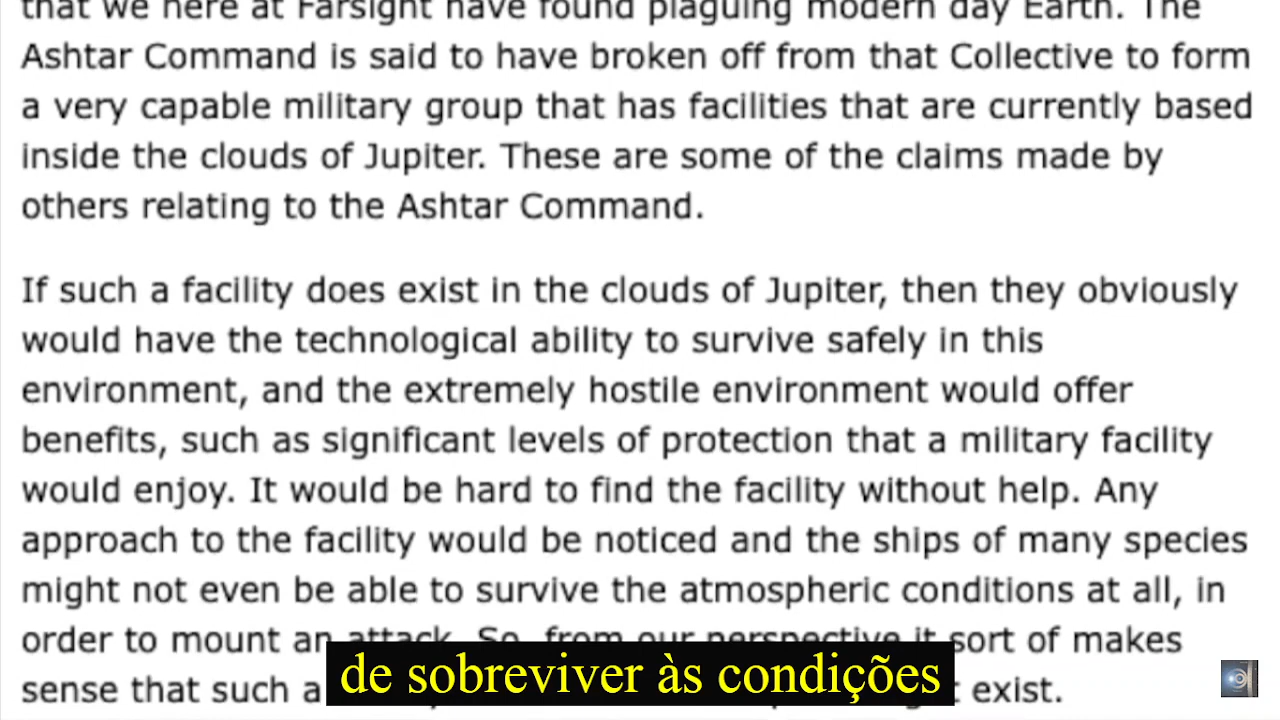 that we here at Farsight have found plaguing modern day Earth. The
Ashtar Command is said to have broken off from that Collective to form
a very capable military group that has facilities that are currently based
inside the clouds of Jupiter. These are some of the claims made by
others relating to the Ashtar Command.
If such a facility does exist in the clouds of Jupiter, then they obviously
would have the technological ability to survive safely in this
environment, and the extremely hostile environment would offer
benefits, such as significant levels of protection that a military facility
would enjoy. It would be hard to find the facility without help. Any
approach to the facility would be noticed and the ships of many species
might not even be able to survive the atmospheric conditions at all, in
order to mount an attack. So, from our perspective it sort of makes
sense that such a exist.
de sobreviver às condições